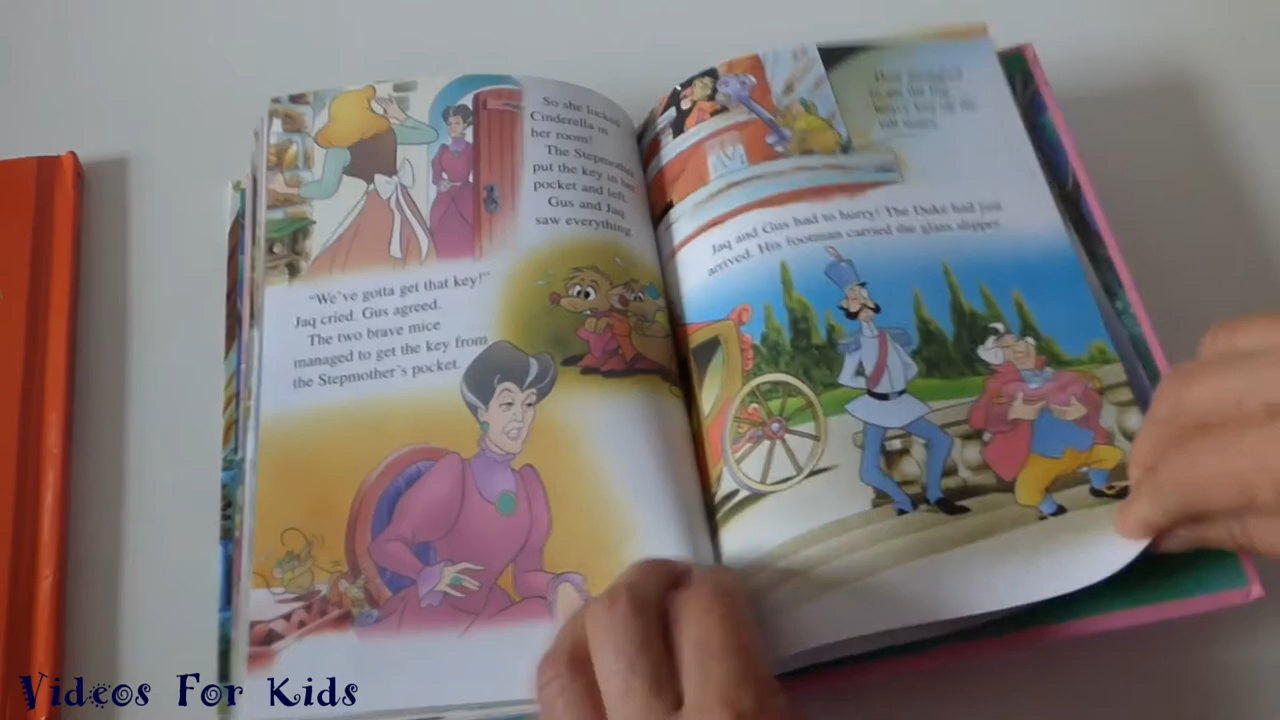 So she locked
Cinderella in
her room!
The Stepmother
put the key in her
pocket and left.
Gus and Jaq
saw everything.
"We've gotta get that key!"
Jaq cried. Gus agreed.
The two brave mice
managed to get the key from
the Stepmother's pocket.
Jaq and Gus had to hurry! The Duke had just
arrived. His footman carried the glass slipper.
Videos For Kids